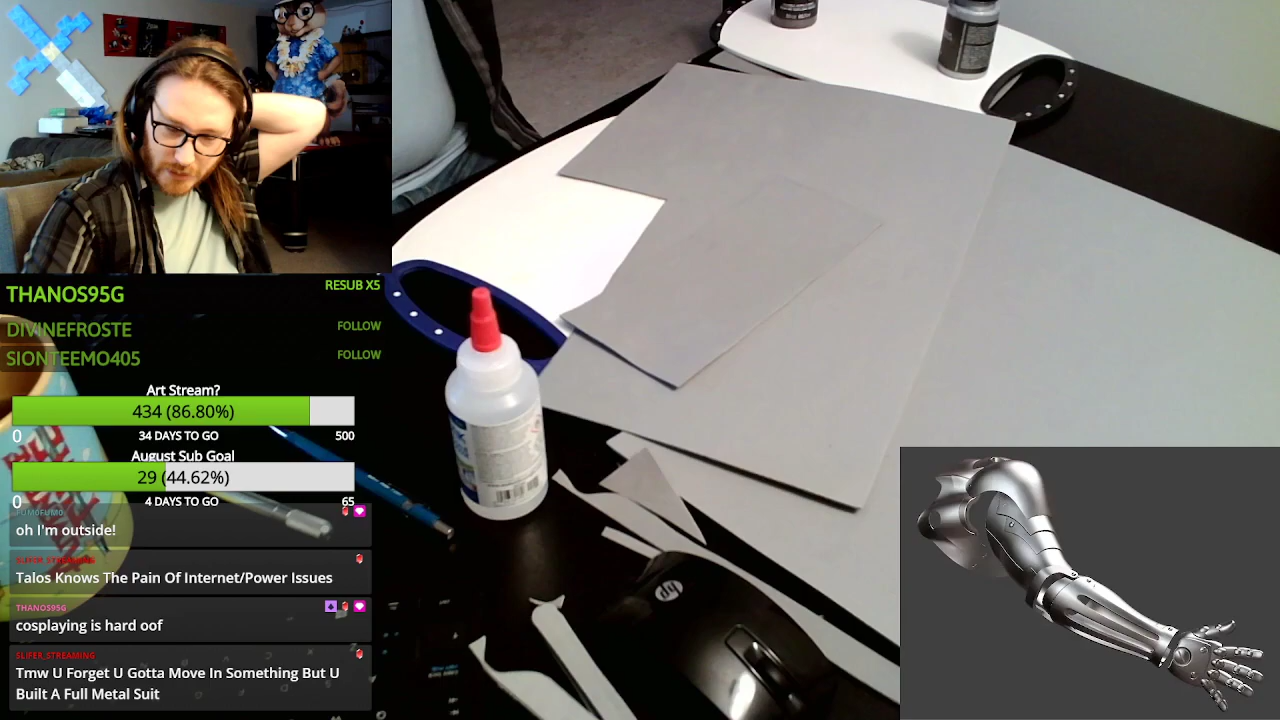 THANOS95G
RESUB X5
DIVINEFROSTE
FOLLOW
SIONTEEMO405
FOLLOW
Art Stream?
434 (86.80%)
0
34 DAYS TO GO
500
August Sub Goal
29 (44.62%)
0
4 DAYS TO GO
65
oh I'm outside!
SLIFER_STREAMING
Talos Knows The Pain Of Internet/Power Issues
THANOS95G
cosplaying is hard oof
SLIFER_STREAMING
Tmw U Forget U Gotta Move In Something But U
Built A Full Metal Suit
hp